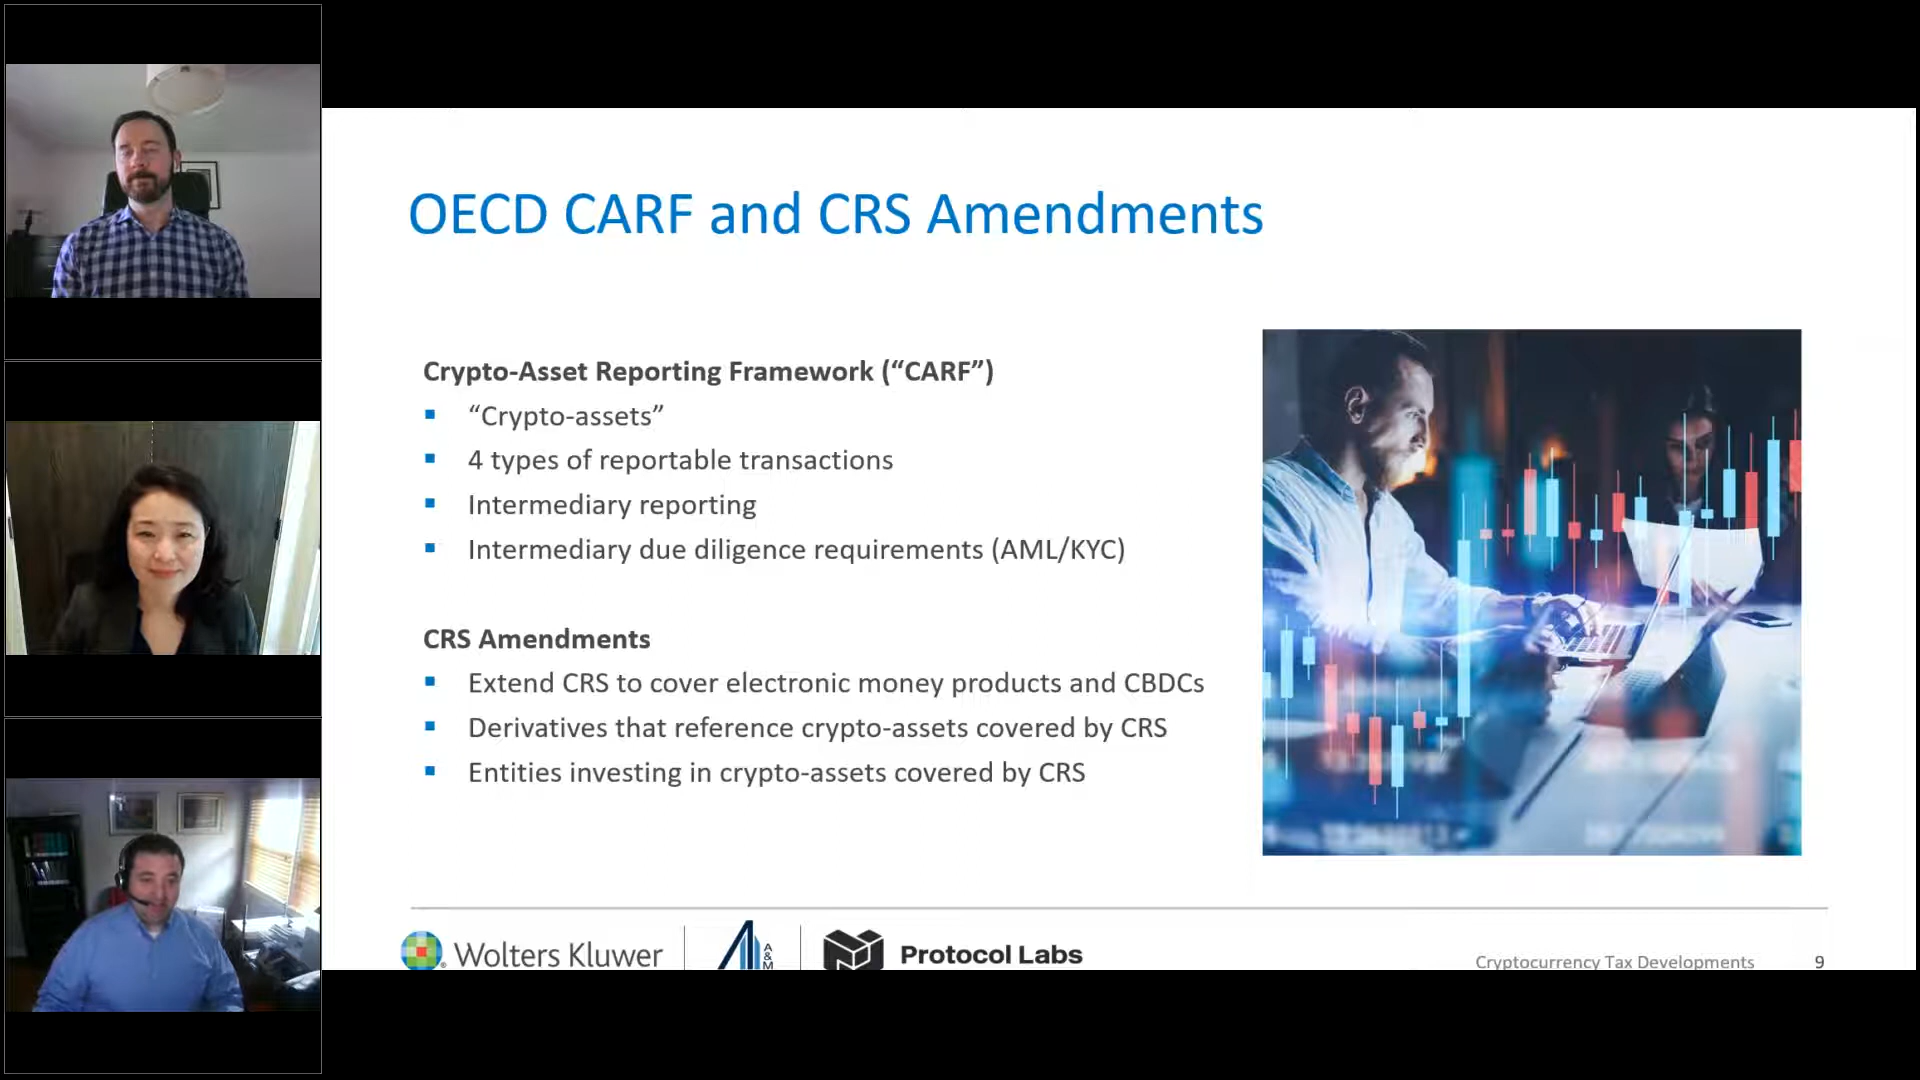 OECD CARF and CRS Amendments
Crypto-Asset Reporting Framework (“CARF”)
▪ “Crypto-assets”
▪ 4 types of reportable transactions
▪ Intermediary reporting
▪ Intermediary due diligence requirements (AML/KYC)
CRS Amendments
▪ Extend CRS to cover electronic money products and CBDCs
▪ Derivatives that reference crypto-assets covered by CRS
▪ Entities investing in crypto-assets covered by CRS
Wolters Kluwer
A&M
Protocol Labs
Cryptocurrency Tax Developments
9